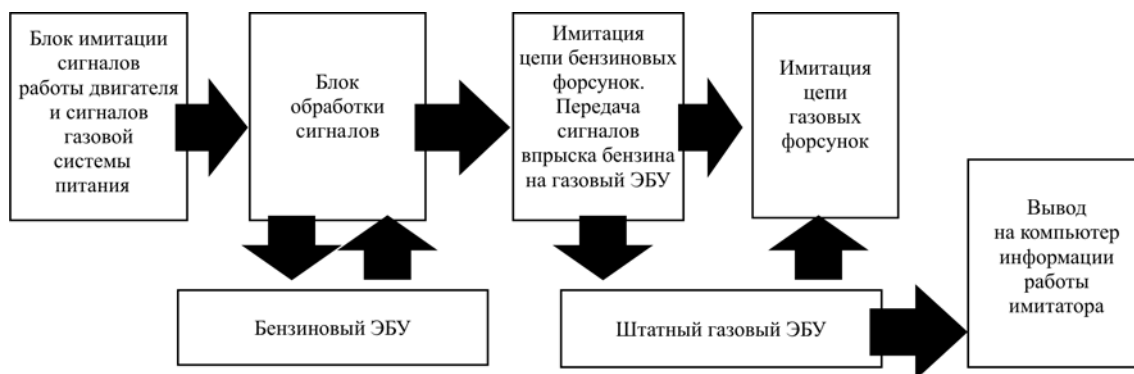 Блок имитации
сигналов
работы двигателя
и сигналов
газовой
системы
питания
Блок
обработки
сигналов
Имитация
цепи бензиновых
форсунок.
Передача
сигналов
впрыска бензина
на газовый ЭБУ
Имитация
цепи
газовых
форсунок
Вывод
на компьютер
информации
работы
имитатора
Бензиновый ЭБУ
Штатный газовый ЭБУ